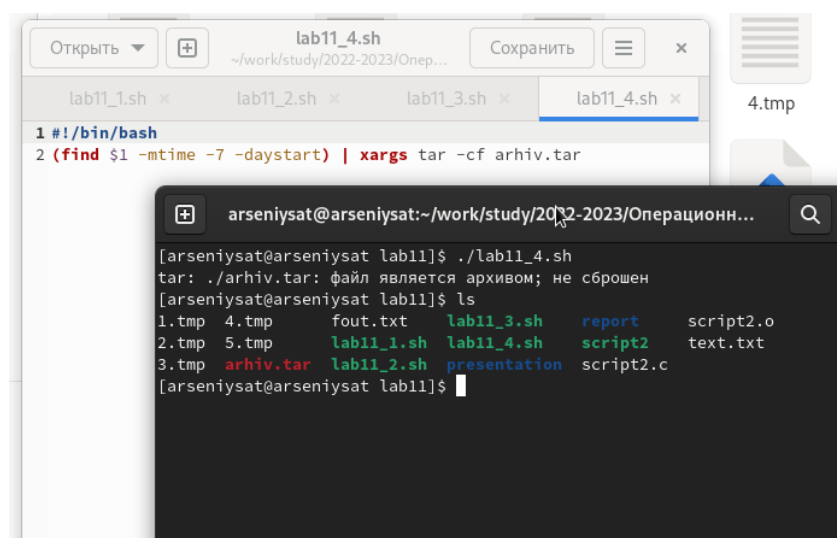 Открыть
lab11_4.sh
~/work/study/2022-2023/Опер...
Сохранить
lab11_1.sh
lab11_2.sh
lab11_3.sh
lab11_4.sh
4.tmp
1 #!/bin/bash
2 (find $1 -mtime -7 -daystart) | xargs tar -cf arhiv.tar
arseniysat@arseniysat:~/work/study/2022-2023/Операционн...
[arseniysat@arseniysat lab11]$ ./lab11_4.sh
tar: ./arhiv.tar: файл является архивом; не сброшен
[arseniysat@arseniysat lab11]$ ls
1.tmp 4.tmp fout.txt lab11_3.sh report script2.o
2.tmp 5.tmp lab11_1.sh lab11_4.sh script2 text.txt
3.tmp arhiv.tar lab11_2.sh presentation script2.c
[arseniysat@arseniysat lab11]$